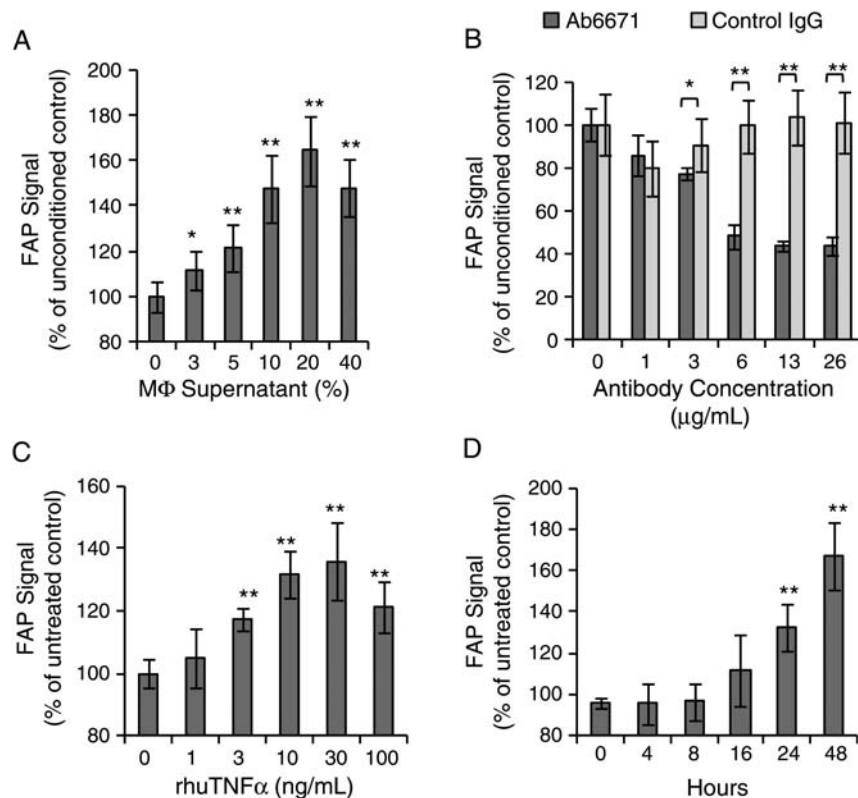 Ab6671 Control IgG
A
FAP Signal
(% of unconditioned control)
200
180
160
140
120
100
80
* ** ** ** **
0 3 5 10 20 40
MΦ Supernatant (%)
B
FAP Signal
(% of unconditioned control)
120
100
80
60
40
20
0
* ** ** **
0 1 3 6 13 26
Antibody Concentration
(μg/mL)
C
FAP Signal
(% of untreated control)
160
140
120
100
80
** ** ** **
0 1 3 10 30 100
rhuTNFα (ng/mL)
D
FAP Signal
(% of untreated control)
200
180
160
140
120
100
80
** **
0 4 8 16 24 48
Hours